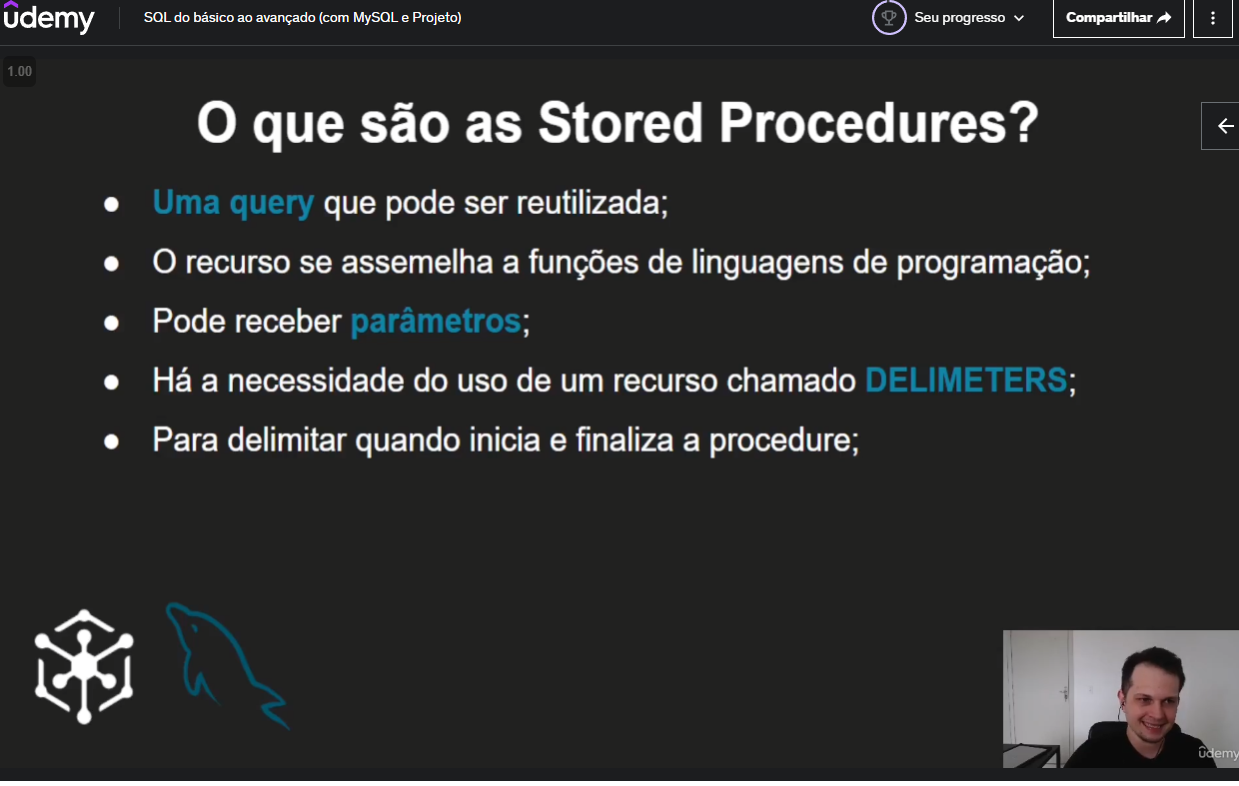 ûdemy
SQL do básico ao avançado (com MySQL e Projeto)
Seu progresso
Compartilhar
1.00
O que são as Stored Procedures?
● Uma query que pode ser reutilizada;
● O recurso se assemelha a funções de linguagens de programação;
● Pode receber parâmetros;
● Há a necessidade do uso de um recurso chamado DELIMETERS;
● Para delimitar quando inicia e finaliza a procedure;
ûdemy